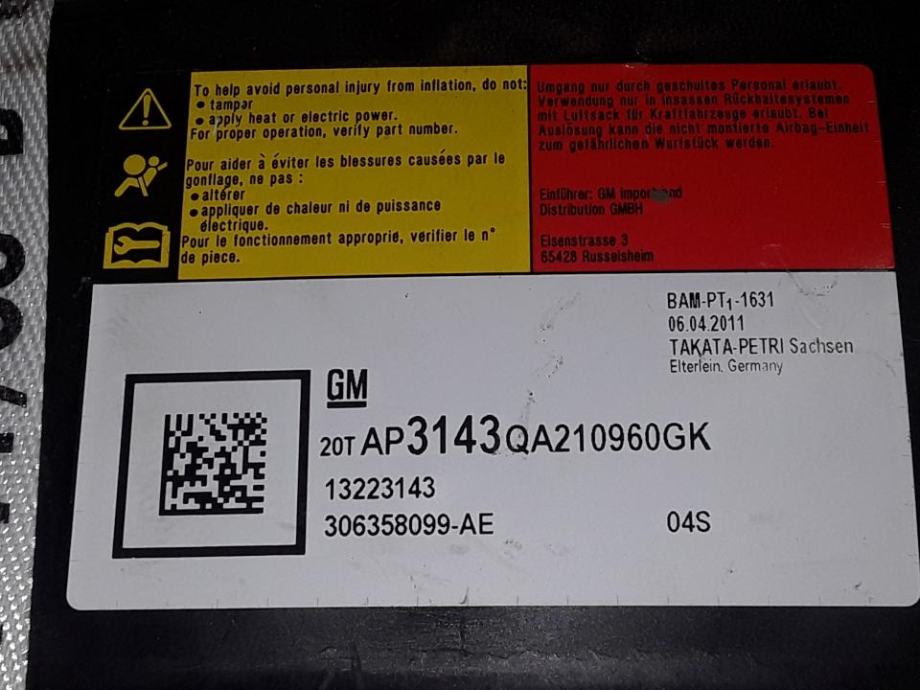 To help avoid personal injury from inflation, do not:
• tampar
• apply heat or electric power.
For proper operation, verify part number.
Pour aider à éviter les blessures causées par le
gonflage, ne pas :
• altérer
• appliquer de chaleur ni de puissance
électrique.
Pour le fonctionnement approprié, vérifier le n°
de piece.
Umgang nur durch geschultes Personal erlaubt.
Verwendung nur in Insassen Rückhaltesystemen
mit Luftsack für Kraftfahrzeuge erlaubt. Bei
Auslösung kann die nicht montierte Airbag-Einheit
zum gefährlichen Wurfstück werden.
Einführer: GM Import and
Distribution GMBH
Eisenstrasse 3
65428 Russelsheim
BAM-PT₁-1631
06.04.2011
TAKATA-PETRI Sachsen
Elterlein, Germany
GM
20T AP3143QA210960GK
13223143
306358099-AE 04S